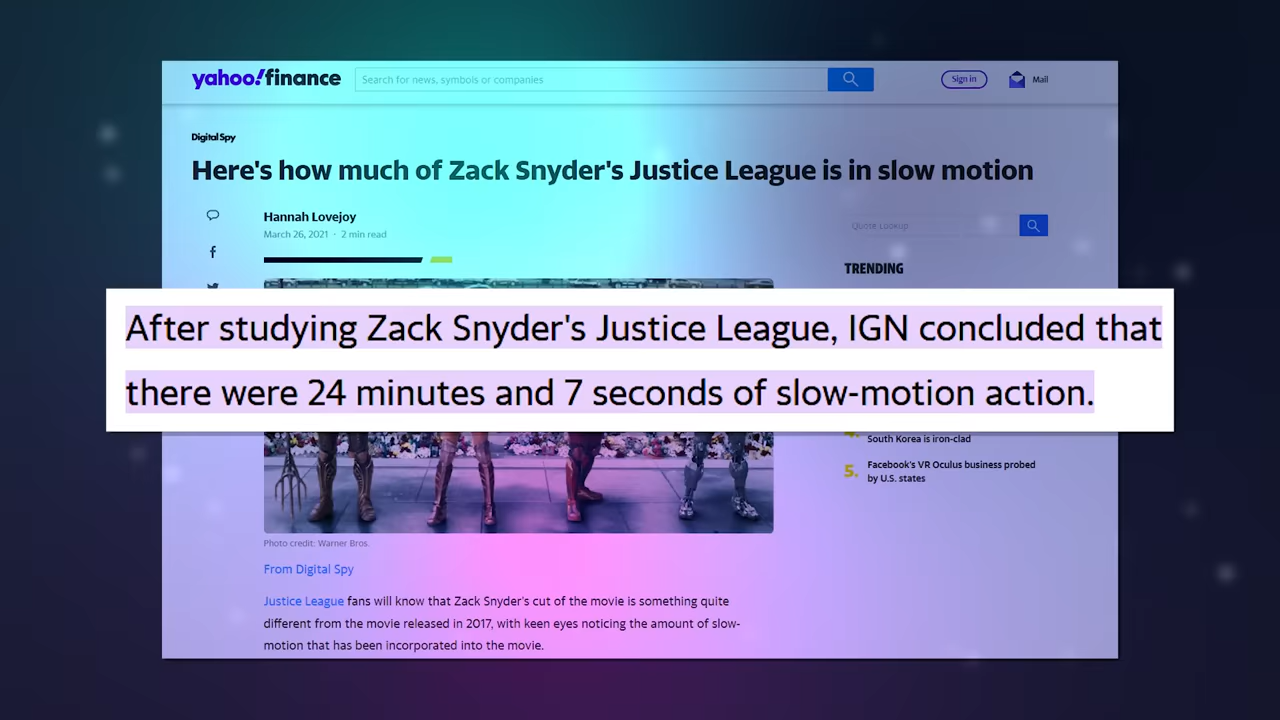 yahoo!finance
Search for news, symbols or companies
Sign in
Mail
Digital Spy
Here's how much of Zack Snyder's Justice League is in slow motion
Hannah Lovejoy
March 26, 2021 · 2 min read
Quote Lookup
TRENDING
After studying Zack Snyder's Justice League, IGN concluded that
there were 24 minutes and 7 seconds of slow-motion action.
South Korea is iron-clad
5. Facebook's VR Oculus business probed
by U.S. states
Photo credit: Warner Bros.
From Digital Spy
Justice League fans will know that Zack Snyder's cut of the movie is something quite
different from the movie released in 2017, with keen eyes noticing the amount of slow-
motion that has been incorporated into the movie.